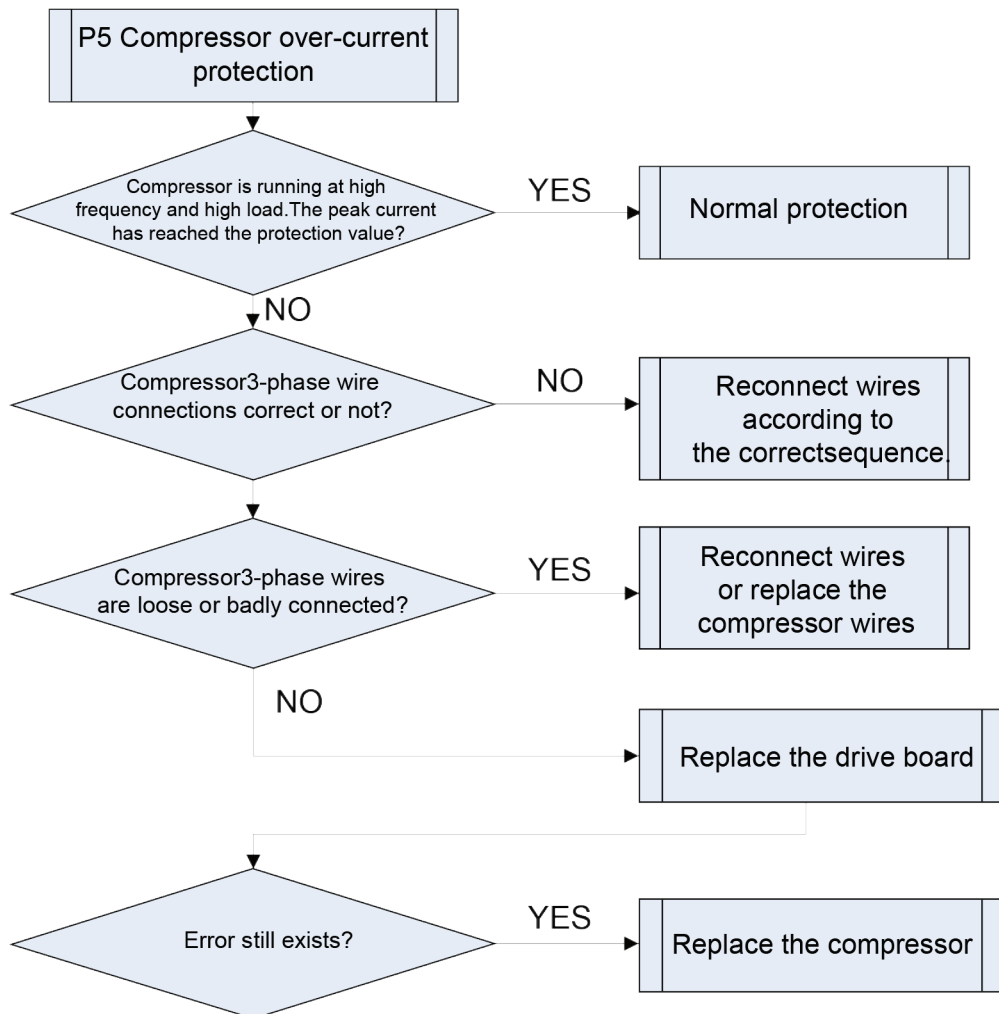 P5 Compressor over-current
protection
Compressor is running at high
frequency and high load.The peak current
has reached the protection value?
YES
Normal protection
NO
Compressor3-phase wire
connections correct or not?
NO
Reconnect wires
according to
the correctsequence.
Compressor3-phase wires
are loose or badly connected?
YES
Reconnect wires
or replace the
compressor wires
NO
Replace the drive board
Error still exists?
YES
Replace the compressor